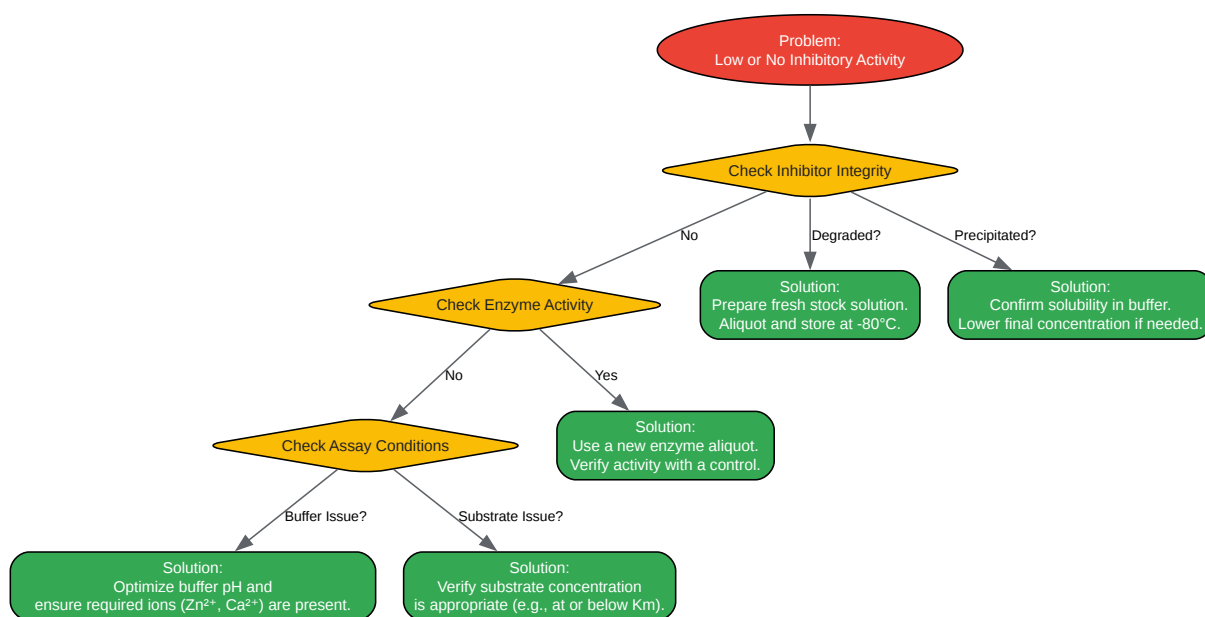 Problem:
Low or No Inhibitory Activity
Check Inhibitor Integrity
No
Degraded?
Precipitated?
Check Enzyme Activity
Solution:
Prepare fresh stock solution.
Aliquot and store at -80°C.
Solution:
Confirm solubility in buffer.
Lower final concentration if needed.
No
Yes
Check Assay Conditions
Solution:
Use a new enzyme aliquot.
Verify activity with a control.
Buffer Issue?
Substrate Issue?
Solution:
Optimize buffer pH and
ensure required ions (Zn²⁺, Ca²⁺) are present.
Solution:
Verify substrate concentration
is appropriate (e.g., at or below Km).